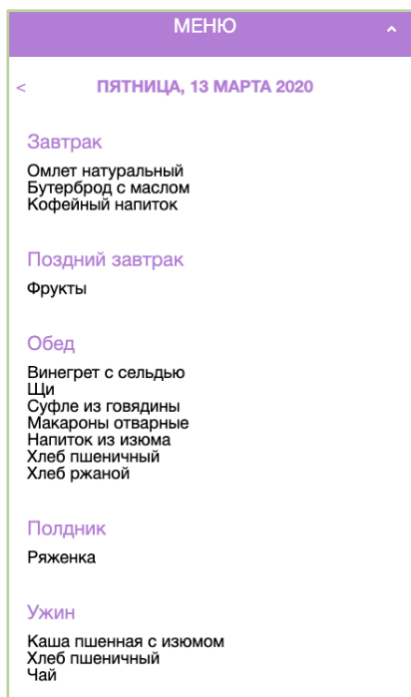 МЕНЮ
< ПЯТНИЦА, 13 МАРТА 2020
Завтрак
Омлет натуральный
Бутерброд с маслом
Кофейный напиток
Поздний завтрак
Фрукты
Обед
Винегрет с сельдью
Щи
Суфле из говядины
Макароны отварные
Напиток из изюма
Хлеб пшеничный
Хлеб ржаной
Полдник
Ряженка
Ужин
Каша пшенная с изюмом
Хлеб пшеничный
Чай